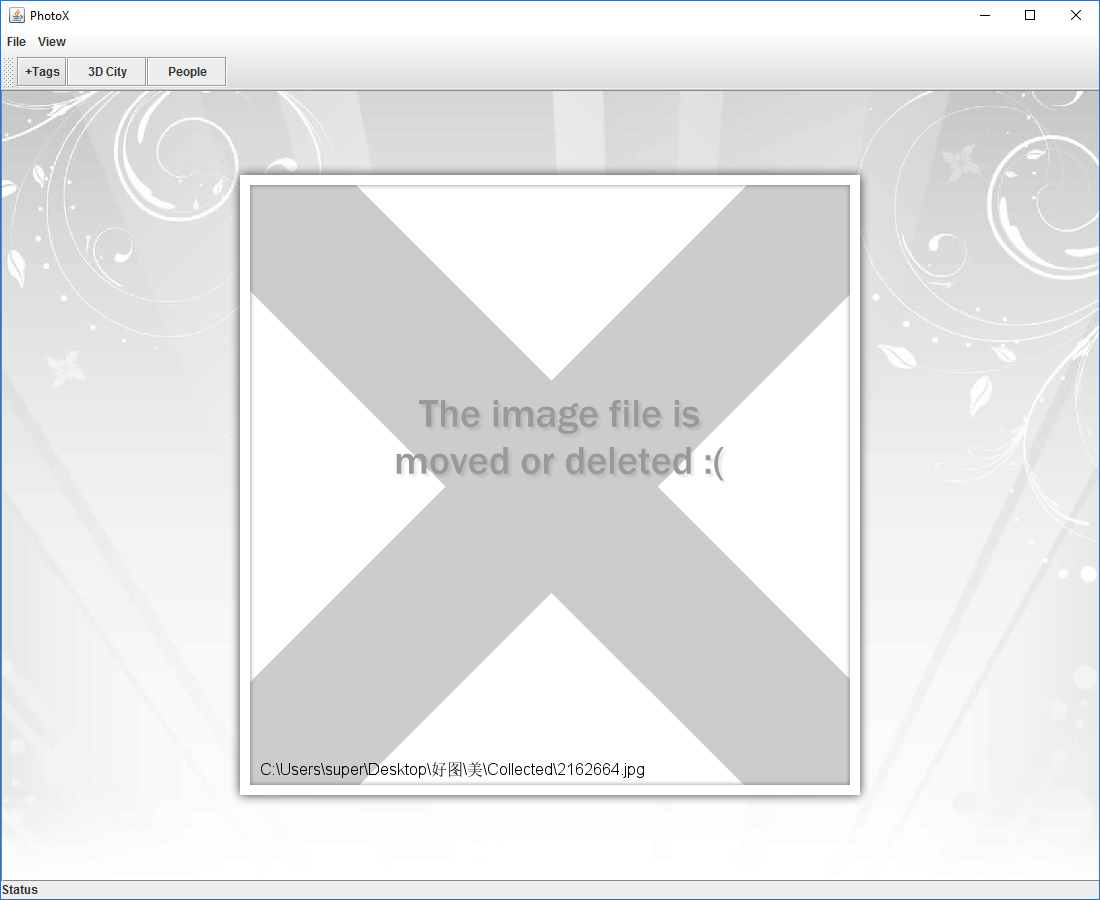 PhotoX
File View
+Tags 3D City People
The image file is
moved or deleted :(
C:\Users\super\Desktop\好图\美\Collected\2162664.jpg
Status